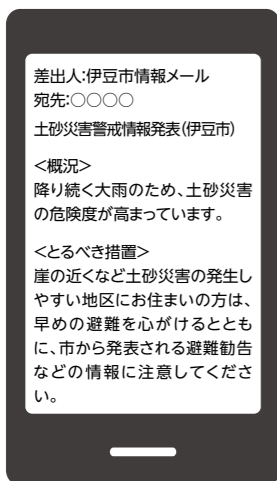 差出人:伊豆市情報メール
宛先:○○○○
土砂災害警戒情報発表(伊豆市)
<概況>
降り続く大雨のため、土砂災害
の危険度が高まっています。
<とるべき措置>
崖の近くなど土砂災害の発生し
やすい地区にお住まいの方は、
早めの避難を心がけるととも
に、市から発表される避難勧告
などの情報に注意してくださ
い。